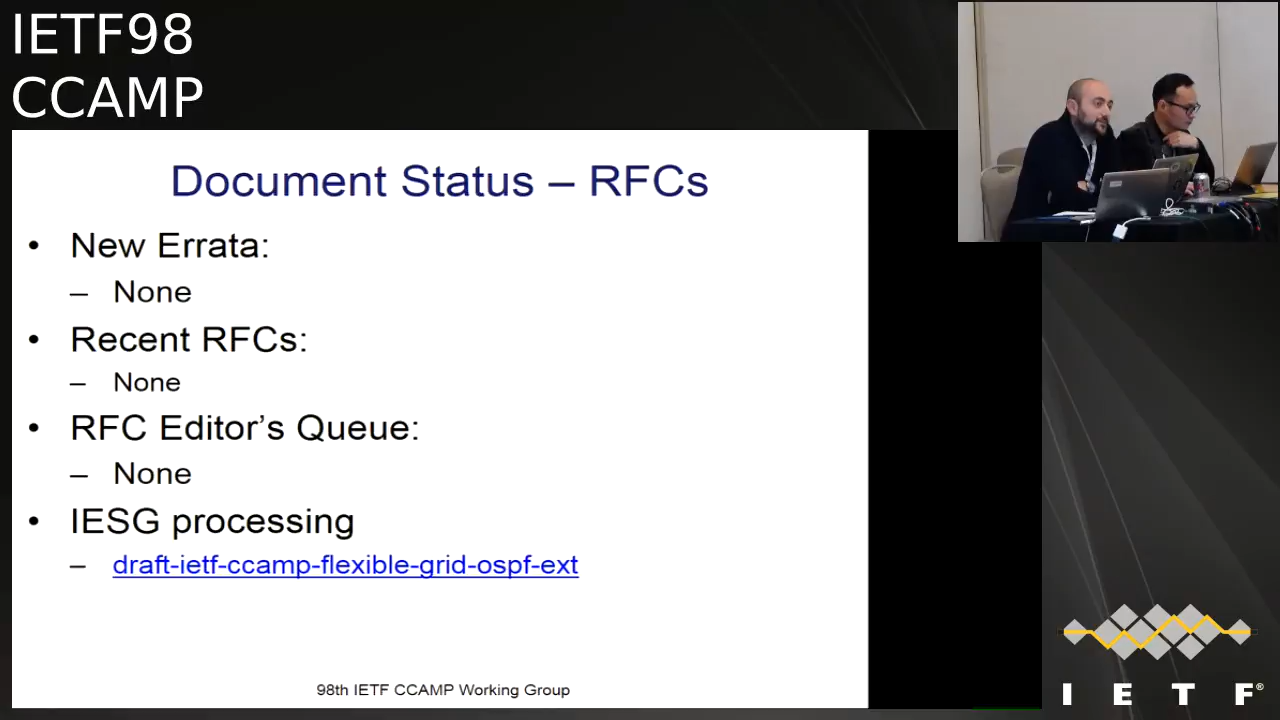 IETF98
CCAMP
Document Status – RFCs
• New Errata:
– None
• Recent RFCs:
– None
• RFC Editor’s Queue:
– None
• IESG processing
– draft-ietf-ccamp-flexible-grid-ospf-ext
98th IETF CCAMP Working Group
I E T F®